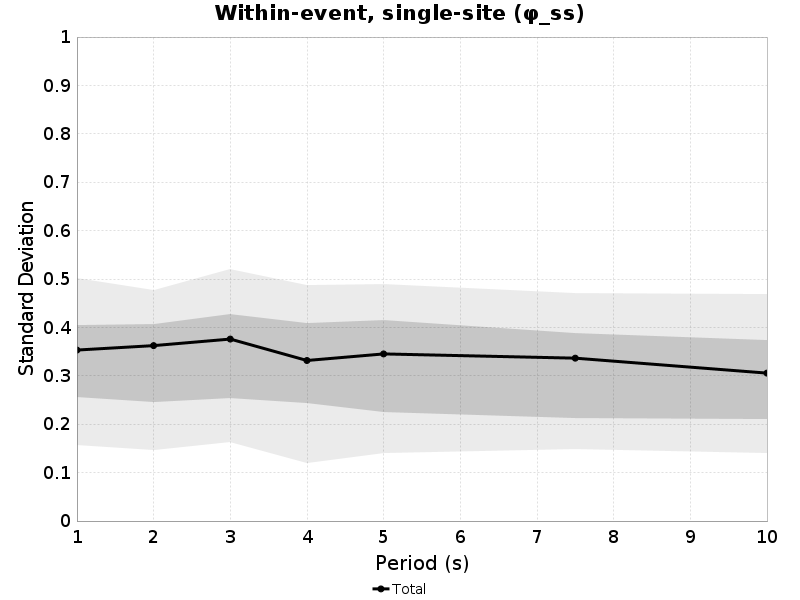 Within-event, single-site (φ_ss)
1
0.9
0.8
0.7
0.6
0.5
0.4
0.3
0.2
0.1
0
Standard Deviation
1 2 3 4 5 6 7 8 9 10
Period (s)
Total